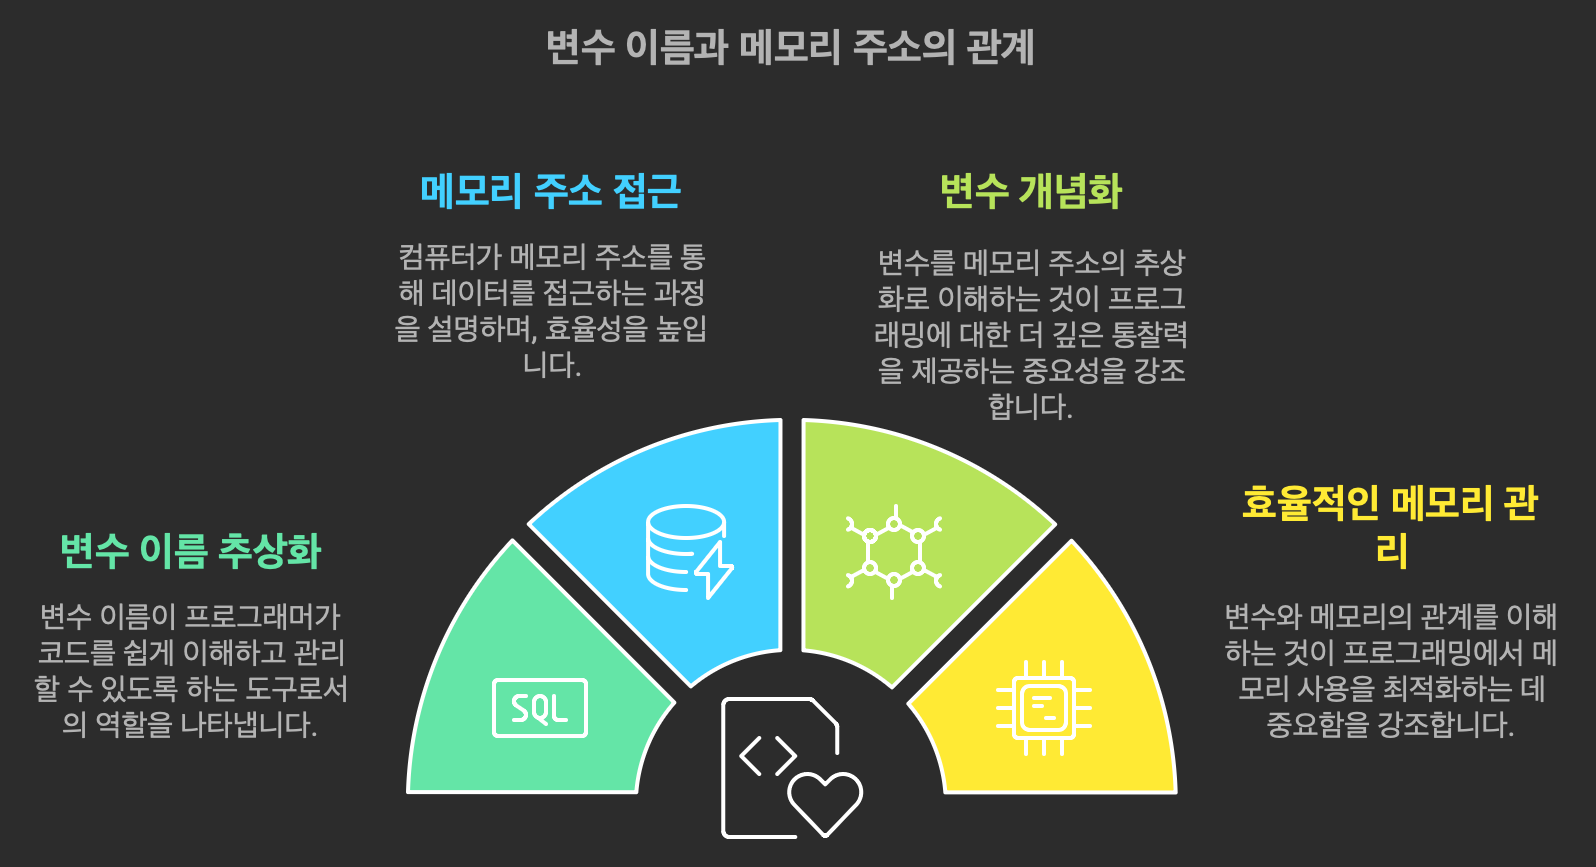 변수 이름과 메모리 주소의 관계
메모리 주소 접근
컴퓨터가 메모리 주소를 통
해 데이터를 접근하는 과정
을 설명하며, 효율성을 높입
니다.
변수 개념화
변수를 메모리 주소의 추상
화로 이해하는 것이 프로그
래밍에 대한 더 깊은 통찰력
을 제공하는 중요성을 강조
합니다.
변수 이름 추상화
변수 이름이 프로그래머가
코드를 쉽게 이해하고 관리
할 수 있도록 하는 도구로서
의 역할을 나타냅니다.
SQL
효율적인 메모리 관
리
변수와 메모리의 관계를 이해
하는 것이 프로그래밍에서 메
모리 사용을 최적화하는 데
중요함을 강조합니다.